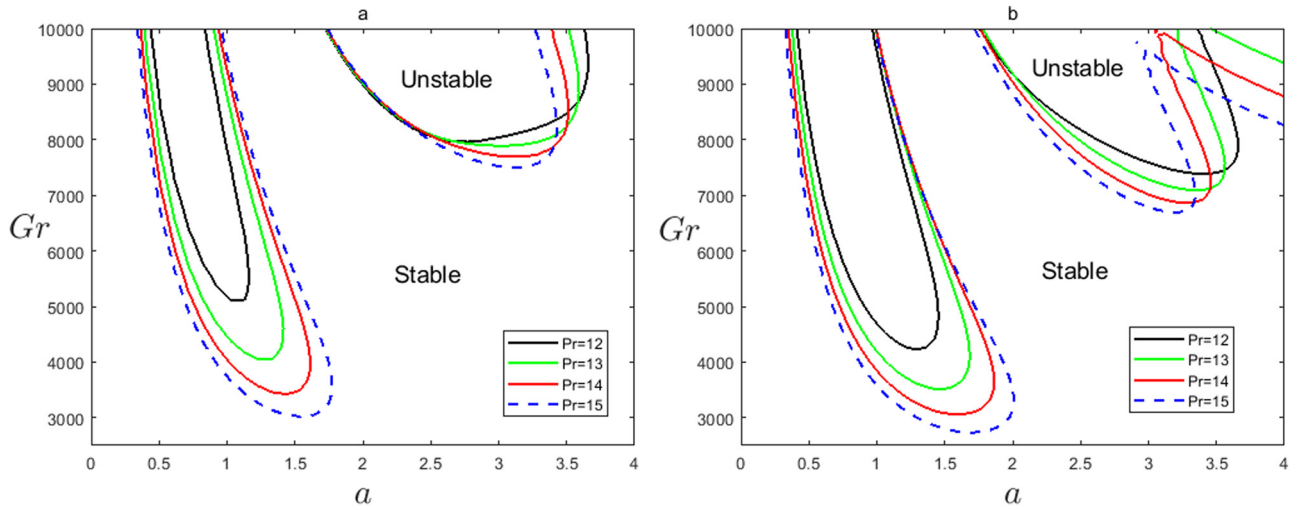 a
10000
9000
8000
7000
6000
5000
4000
3000
Gr
Unstable
Stable
Pr=12
Pr=13
Pr=14
Pr=15
0 0.5 1 1.5 2 2.5 3 3.5 4
a
b
10000
9000
8000
7000
6000
5000
4000
3000
Gr
Unstable
Stable
Pr=12
Pr=13
Pr=14
Pr=15
0 0.5 1 1.5 2 2.5 3 3.5 4
a